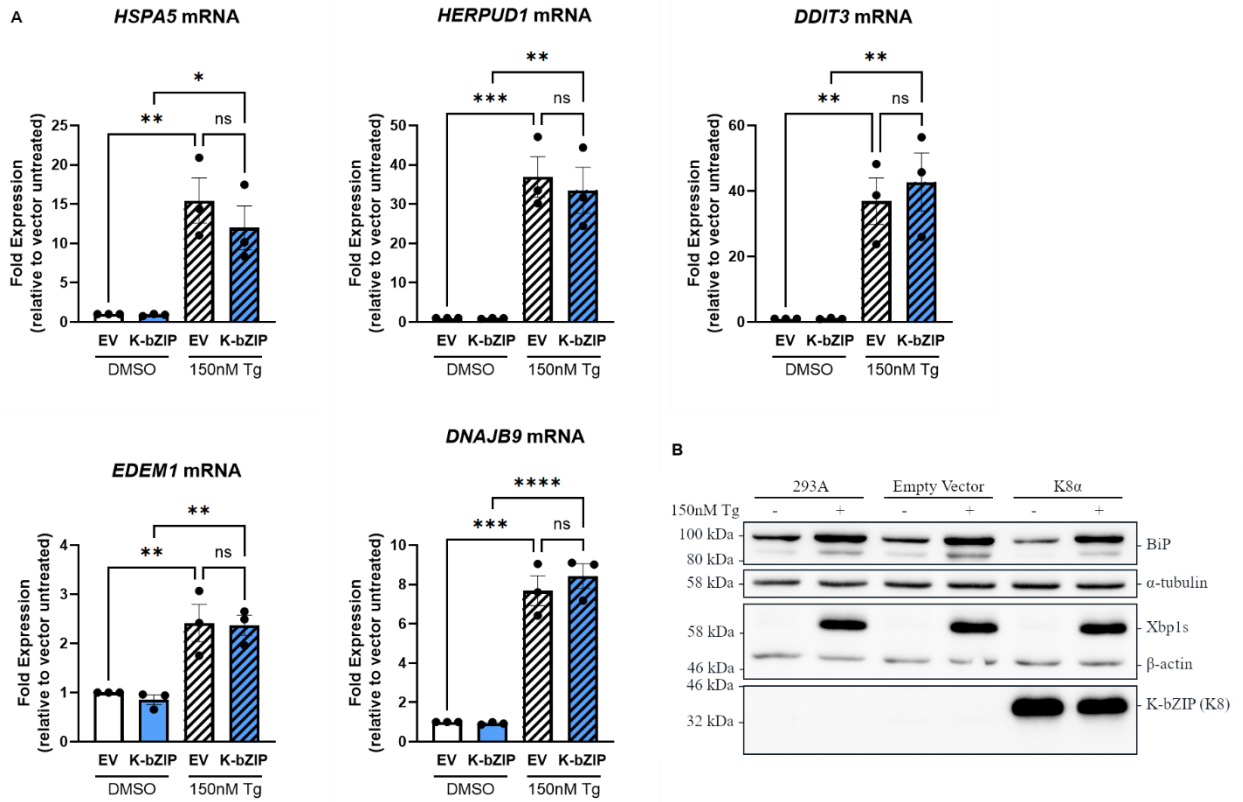 A
HSPA5 mRNA
*
**
ns
Fold Expression
(relative to vector untreated)
25
20
15
10
5
0
EV K-bZIP EV K-bZIP
DMSO 150nM Tg
HERPUD1 mRNA
**
***
ns
Fold Expression
(relative to vector untreated)
50
40
30
20
10
0
EV K-bZIP EV K-bZIP
DMSO 150nM Tg
DDIT3 mRNA
**
**
ns
Fold Expression
(relative to vector untreated)
60
40
20
0
EV K-bZIP EV K-bZIP
DMSO 150nM Tg
EDEM1 mRNA
**
**
ns
Fold Expression
(relative to vector untreated)
4
3
2
1
0
EV K-bZIP EV K-bZIP
DMSO 150nM Tg
DNAJB9 mRNA
****
***
ns
Fold Expression
(relative to vector untreated)
10
8
6
4
2
0
EV K-bZIP EV K-bZIP
DMSO 150nM Tg
B
293A Empty Vector K8α
150nM Tg - + - + - +
100 kDa
80 kDa
BiP
58 kDa
α-tubulin
58 kDa
Xbp1s
46 kDa
β-actin
46 kDa
K-bZIP (K8)
32 kDa